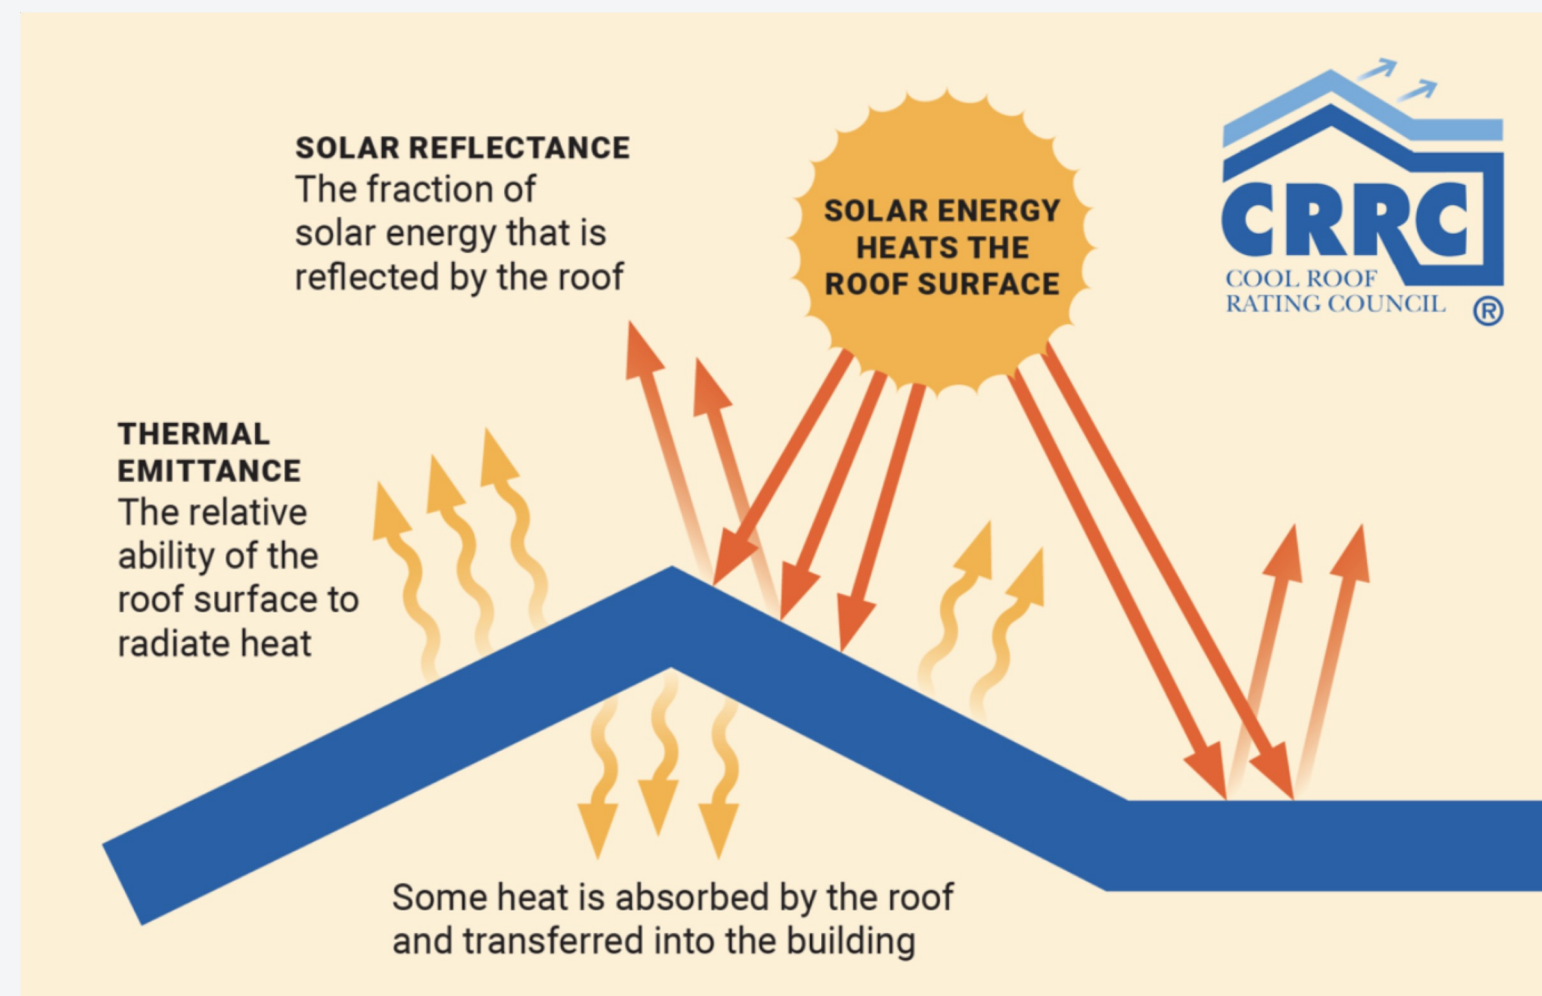 SOLAR REFLECTANCE
The fraction of
solar energy that is
reflected by the roof
SOLAR ENERGY
HEATS THE
ROOF SURFACE
CRRC
COOL ROOF
RATING COUNCIL ®
THERMAL
EMITTANCE
The relative
ability of the
roof surface to
radiate heat
Some heat is absorbed by the roof
and transferred into the building